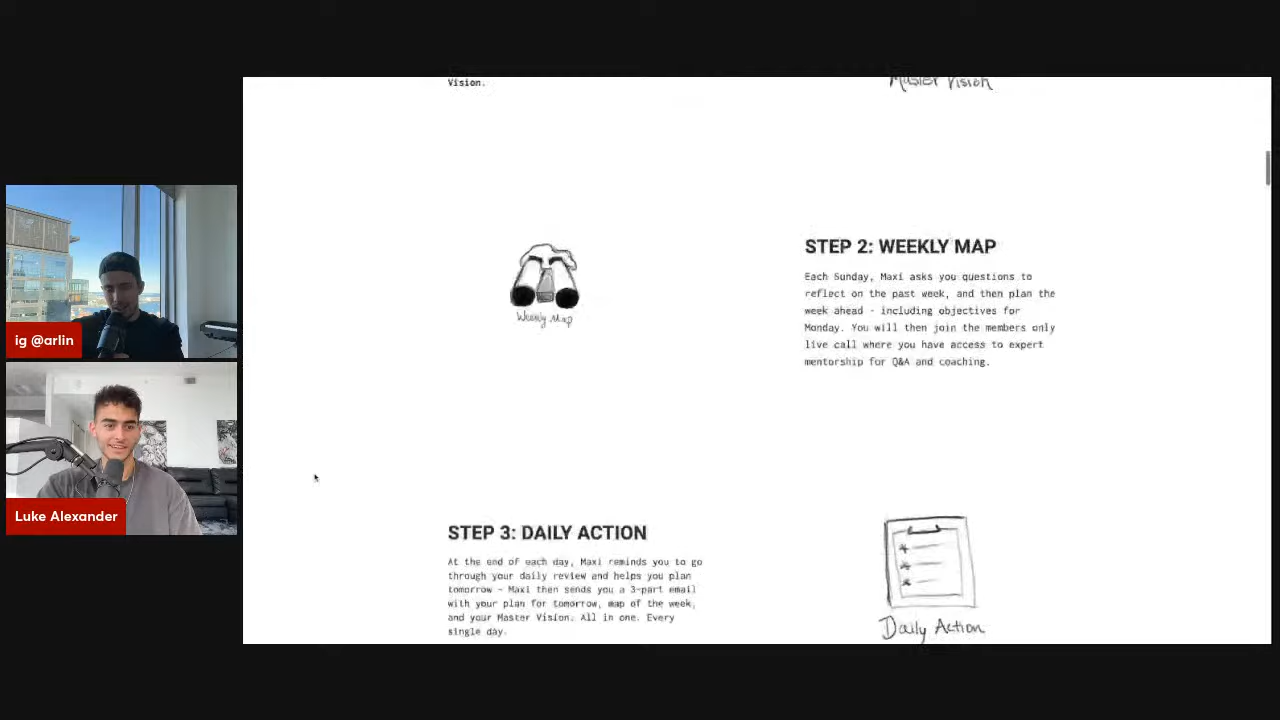 Vision.
Master Vision
ig @arlin
Luke Alexander
Weekly Map
STEP 2: WEEKLY MAP
Each Sunday, Maxi asks you questions to
reflect on the past week, and then plan the
week ahead - including objectives for
Monday. You will then join the members only
live call where you have access to expert
mentorship for Q&A and coaching.
STEP 3: DAILY ACTION
At the end of each day, Maxi reminds you to go
through your daily review and helps you plan
tomorrow - Maxi then sends you a 3-part email
with your plan for tomorrow, map of the week,
and your Master Vision. All in one. Every
single day.
Daily Action